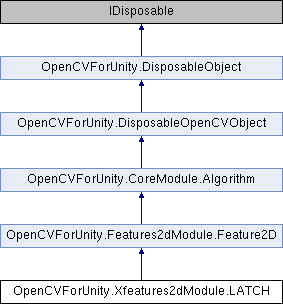 IDisposable
OpenCVForUnity.DisposableObject
OpenCVForUnity.DisposableOpenCVObject
OpenCVForUnity.CoreModule.Algorithm
OpenCVForUnity.Features2dModule.Feature2D
OpenCVForUnity.Xfeatures2dModule.LATCH